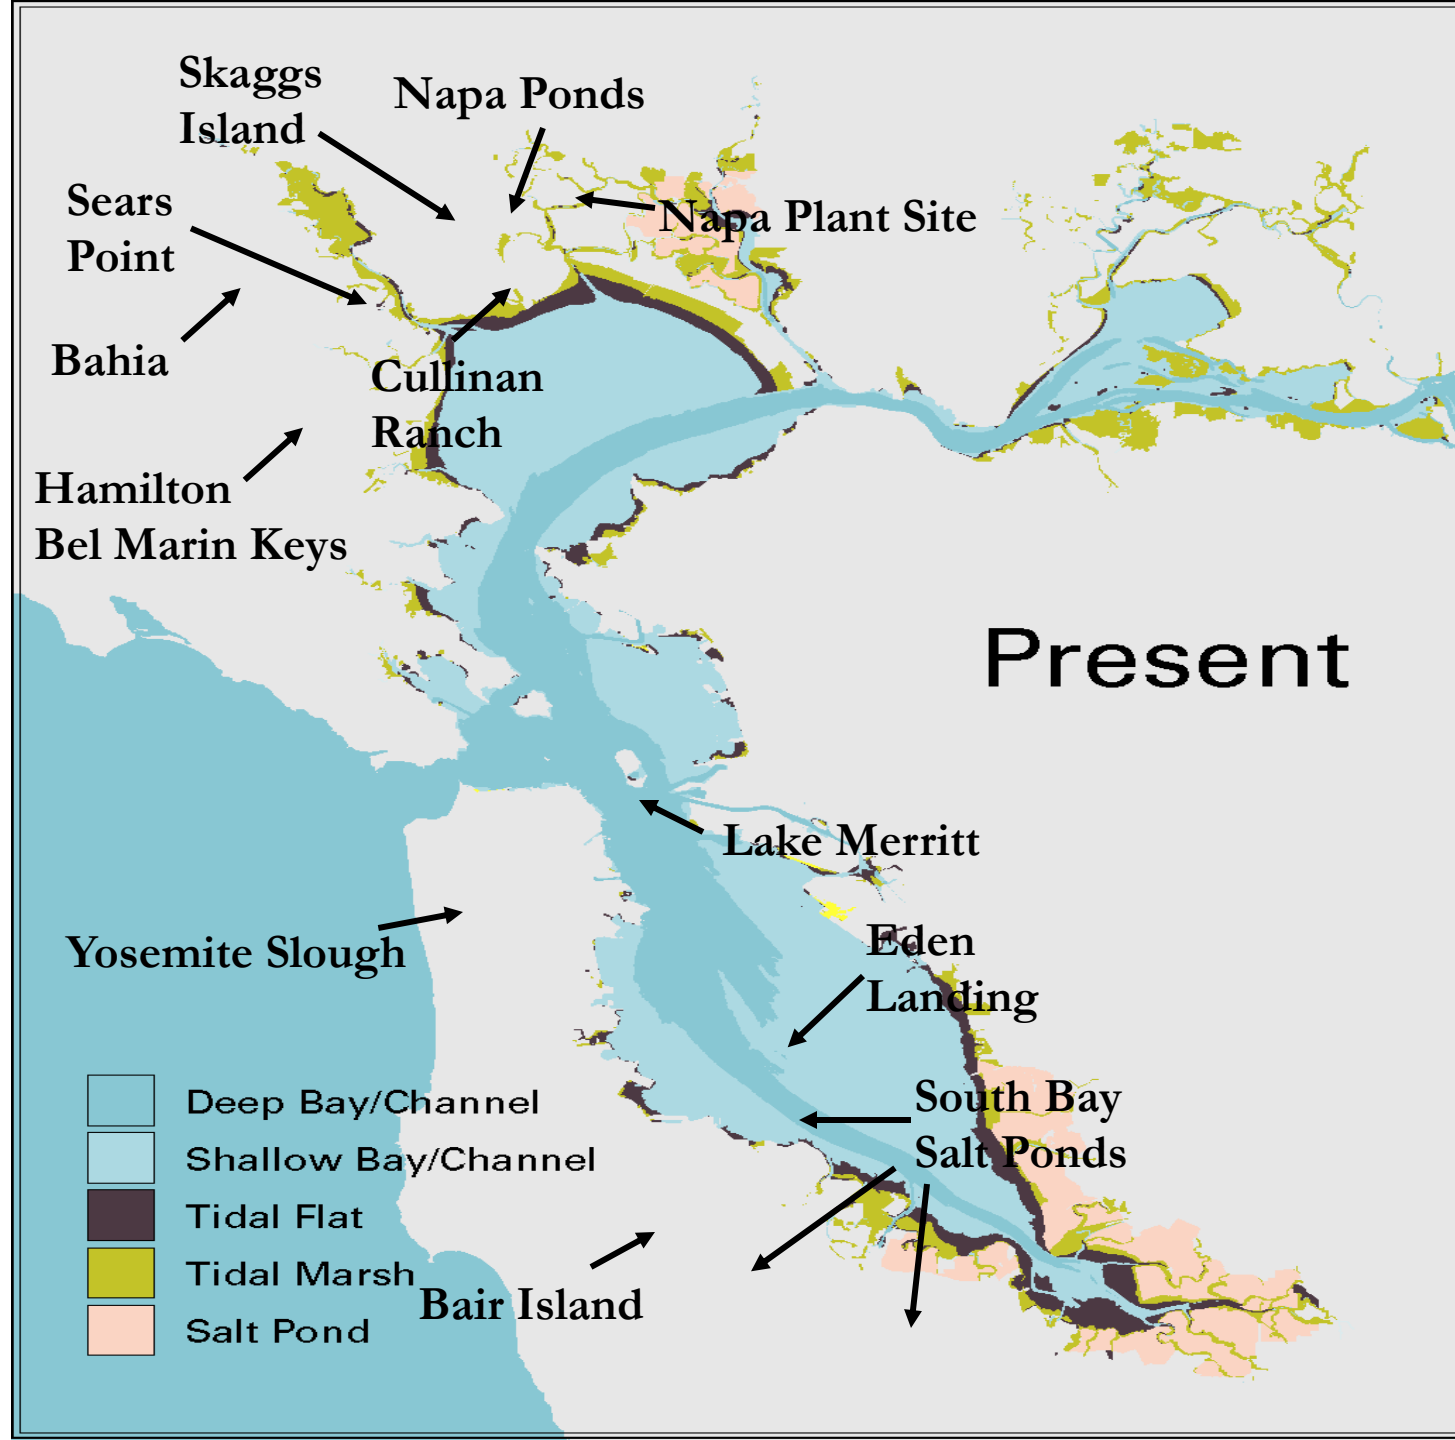 Skaggs
Island
Napa Ponds
Sears
Point
Napa Plant Site
Bahia
Cullinan
Ranch
Hamilton
Bel Marin Keys
Present
Lake Merritt
Yosemite Slough
Eden
Landing
South Bay
Salt Ponds
Bair Island
Deep Bay/Channel
Shallow Bay/Channel
Tidal Flat
Tidal Marsh
Salt Pond